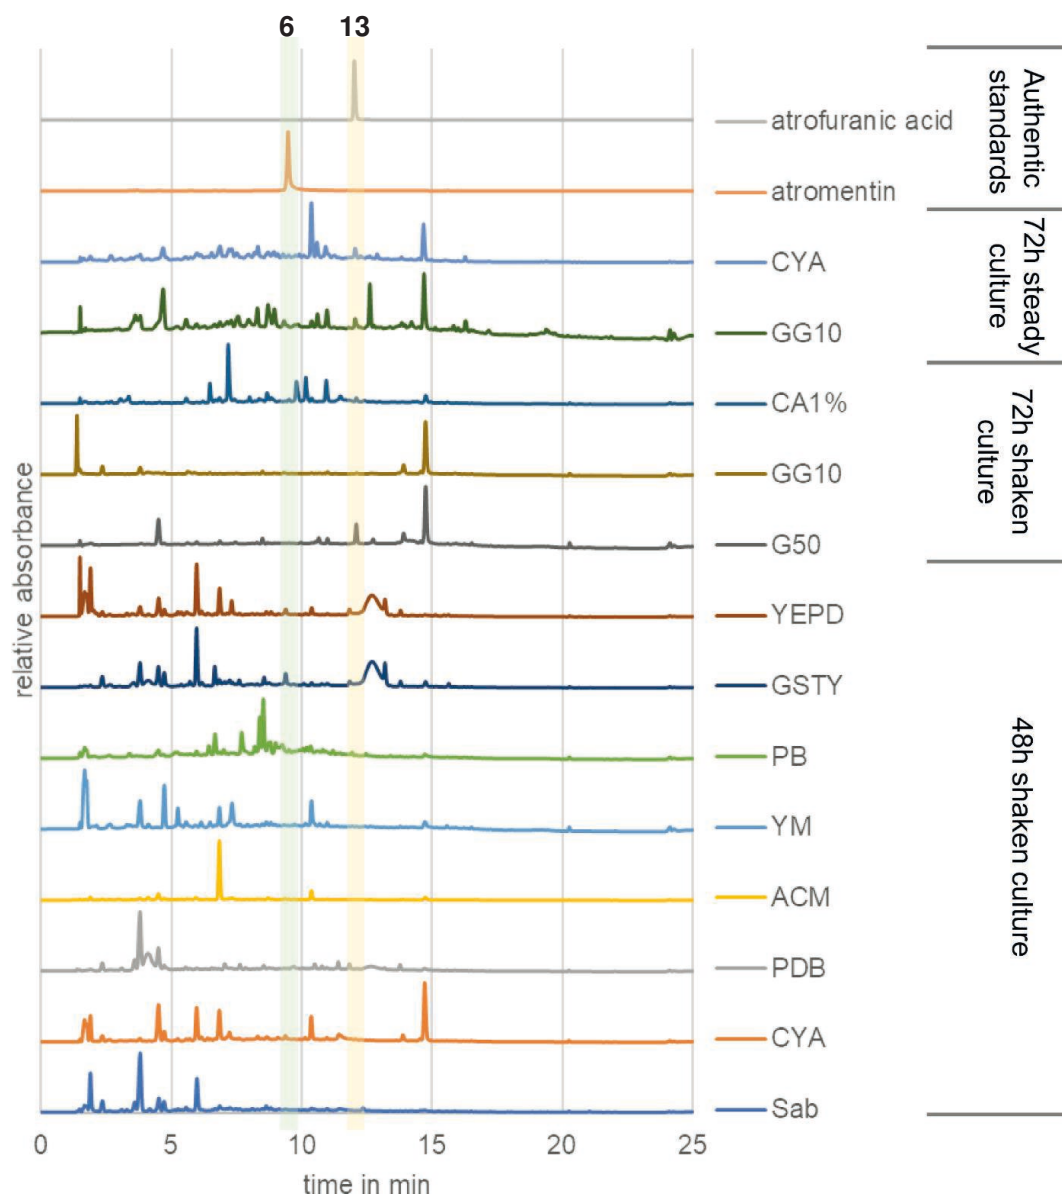 6 13
atrofuranic acid
atromentin
CYA
GG10
CA1%
GG10
G50
YEPD
GSTY
PB
YM
ACM
PDB
CYA
Sab
Authentic
standards
72h steady
culture
72h shaken
culture
48h shaken culture
relative absorbance
0 5 10 15 20 25
time in min